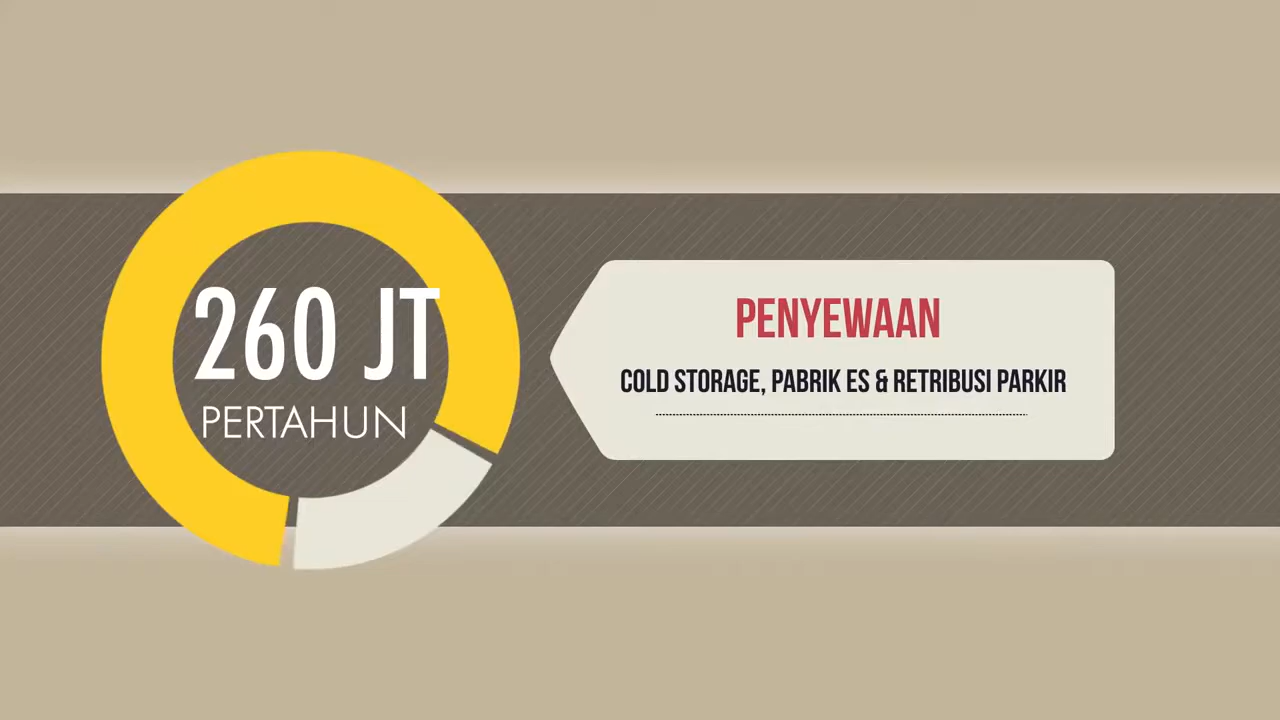 260 JT
PERTAHUN
PENYEWAAN
COLD STORAGE, PABRIK ES & RETRIBUSI PARKIR